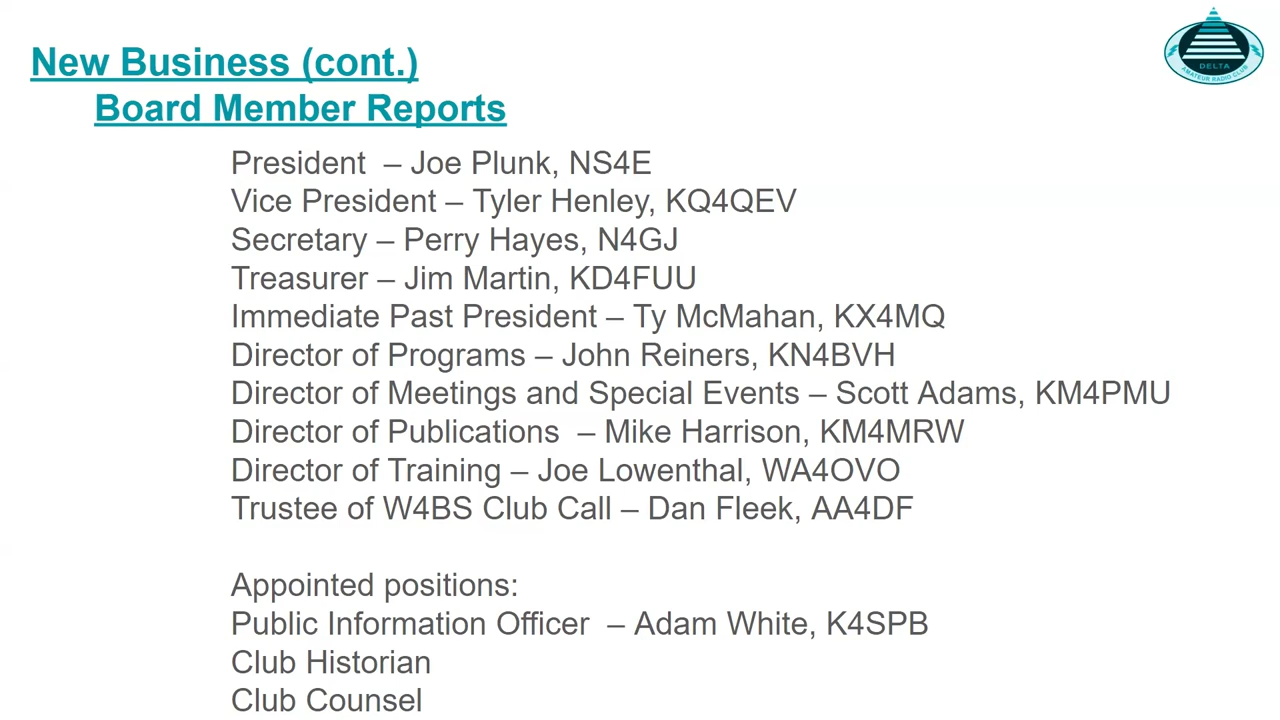 New Business (cont.)
Board Member Reports
DELTA
AMATEUR RADIO CLUB
President – Joe Plunk, NS4E
Vice President – Tyler Henley, KQ4QEV
Secretary – Perry Hayes, N4GJ
Treasurer – Jim Martin, KD4FUU
Immediate Past President – Ty McMahan, KX4MQ
Director of Programs – John Reiners, KN4BVH
Director of Meetings and Special Events – Scott Adams, KM4PMU
Director of Publications – Mike Harrison, KM4MRW
Director of Training – Joe Lowenthal, WA4OVO
Trustee of W4BS Club Call – Dan Fleek, AA4DF
Appointed positions:
Public Information Officer – Adam White, K4SPB
Club Historian
Club Counsel